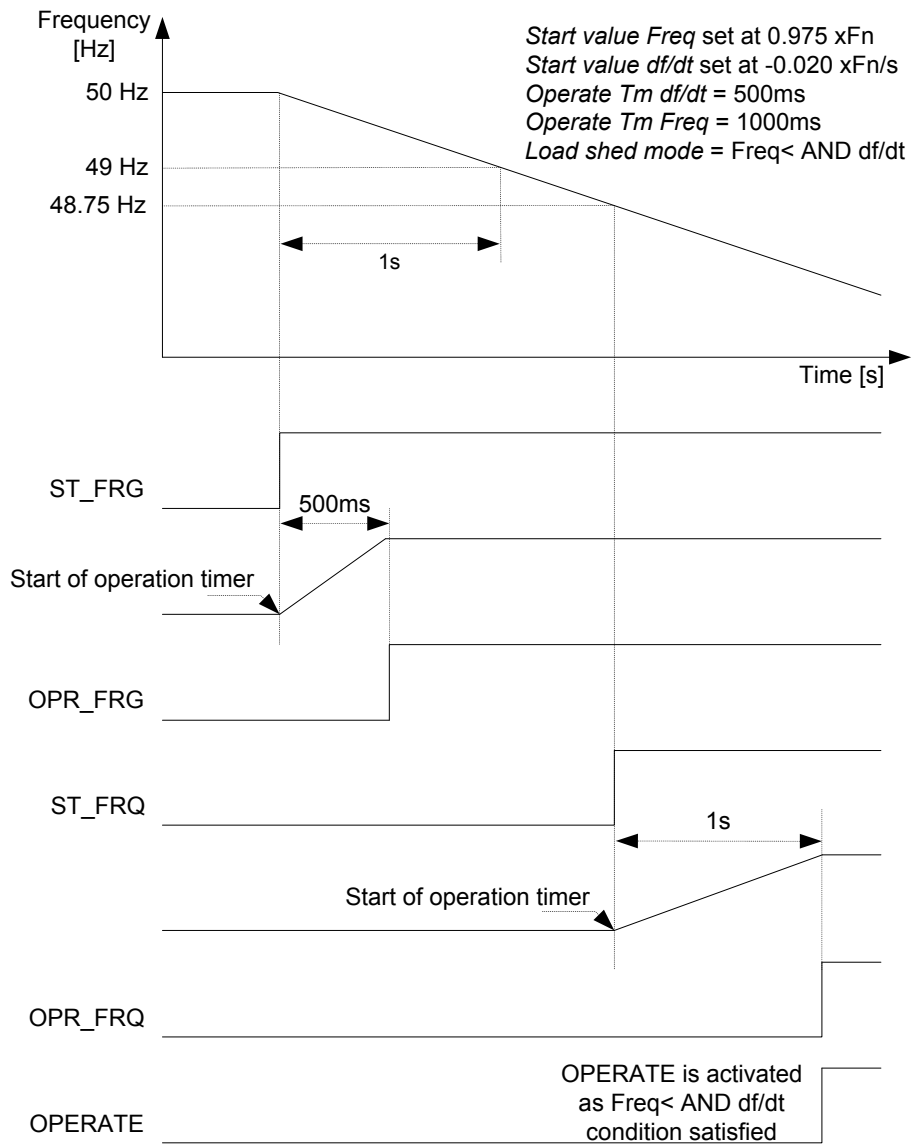 Frequency
[Hz]
Start value Freq set at 0.975 xFn
Start value df/dt set at -0.020 xFn/s
Operate Tm df/dt = 500ms
Operate Tm Freq = 1000ms
Load shed mode = Freq< AND df/dt
50 Hz
49 Hz
48.75 Hz
1s
Time [s]
ST_FRG
500ms
Start of operation timer
OPR_FRG
ST_FRQ
1s
Start of operation timer
OPR_FRQ
OPERATE is activated
as Freq< AND df/dt
condition satisfied
OPERATE